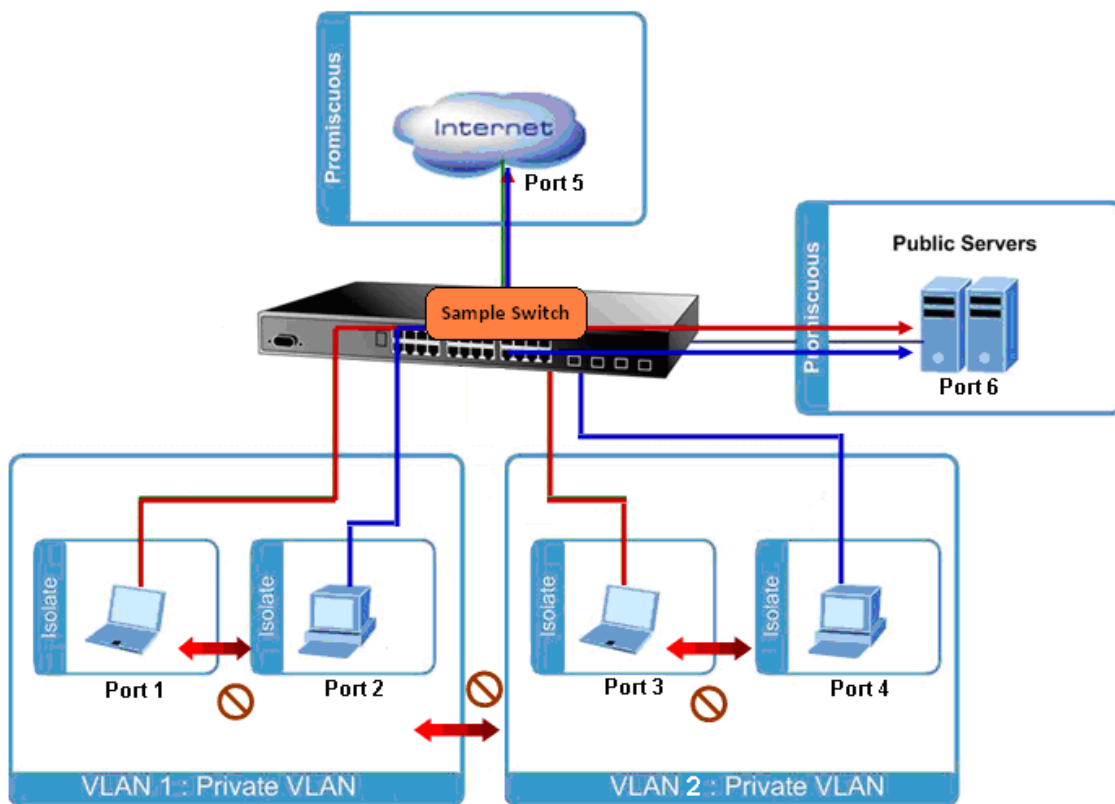 Promiscuous
Internet
Port 5
Promiscuous
Public Servers
Port 6
Sample Switch
Isolate
Port 1
Isolate
Port 2
Isolate
Port 3
Isolate
Port 4
VLAN 1 : Private VLAN
VLAN 2 : Private VLAN